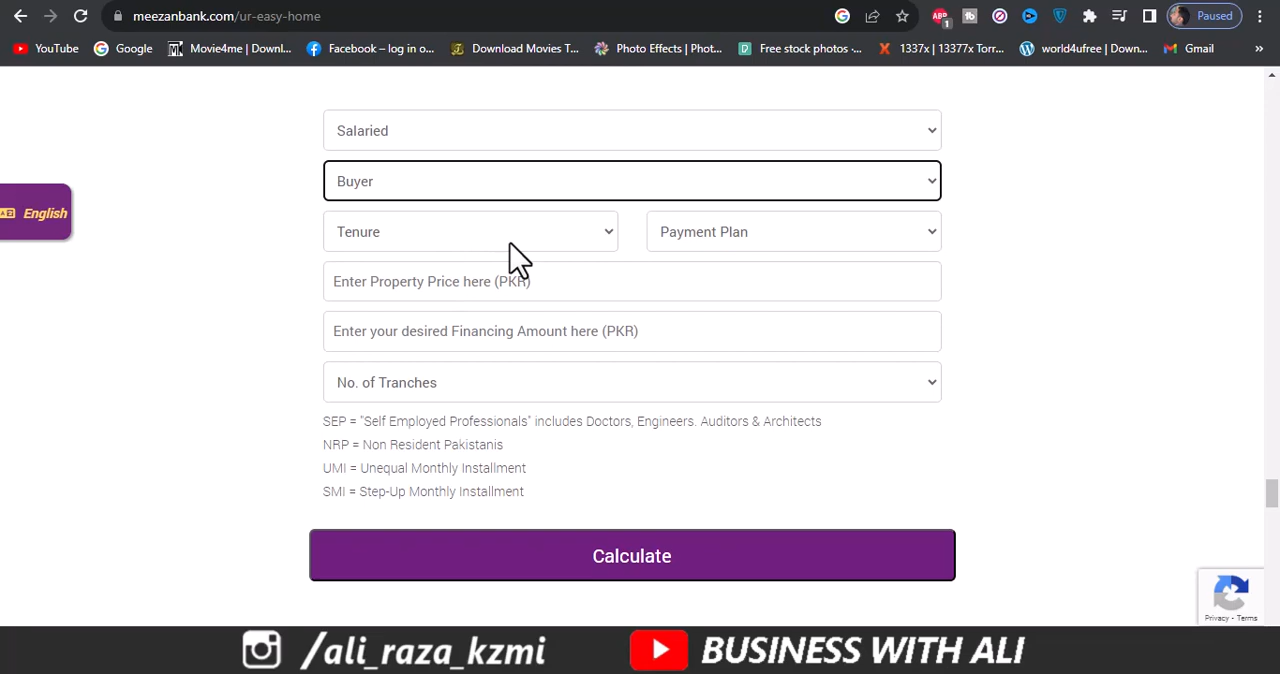 meezanbank.com/ur-easy-home
Paused
YouTube
Google
Movie4me | Downl...
Facebook – log in o...
Download Movies T...
Photo Effects | Phot...
Free stock photos -...
1337x | 13377x Torr...
world4ufree | Down...
Gmail
»
Salaried
Buyer
English
Tenure
Payment Plan
Enter Property Price here (PKR)
Enter your desired Financing Amount here (PKR)
No. of Tranches
SEP = "Self Employed Professionals" includes Doctors, Engineers. Auditors & Architects
NRP = Non Resident Pakistanis
UMI = Unequal Monthly Installment
SMI = Step-Up Monthly Installment
Calculate
Privacy - Terms
/ali_raza_kzmi
BUSINESS WITH ALI